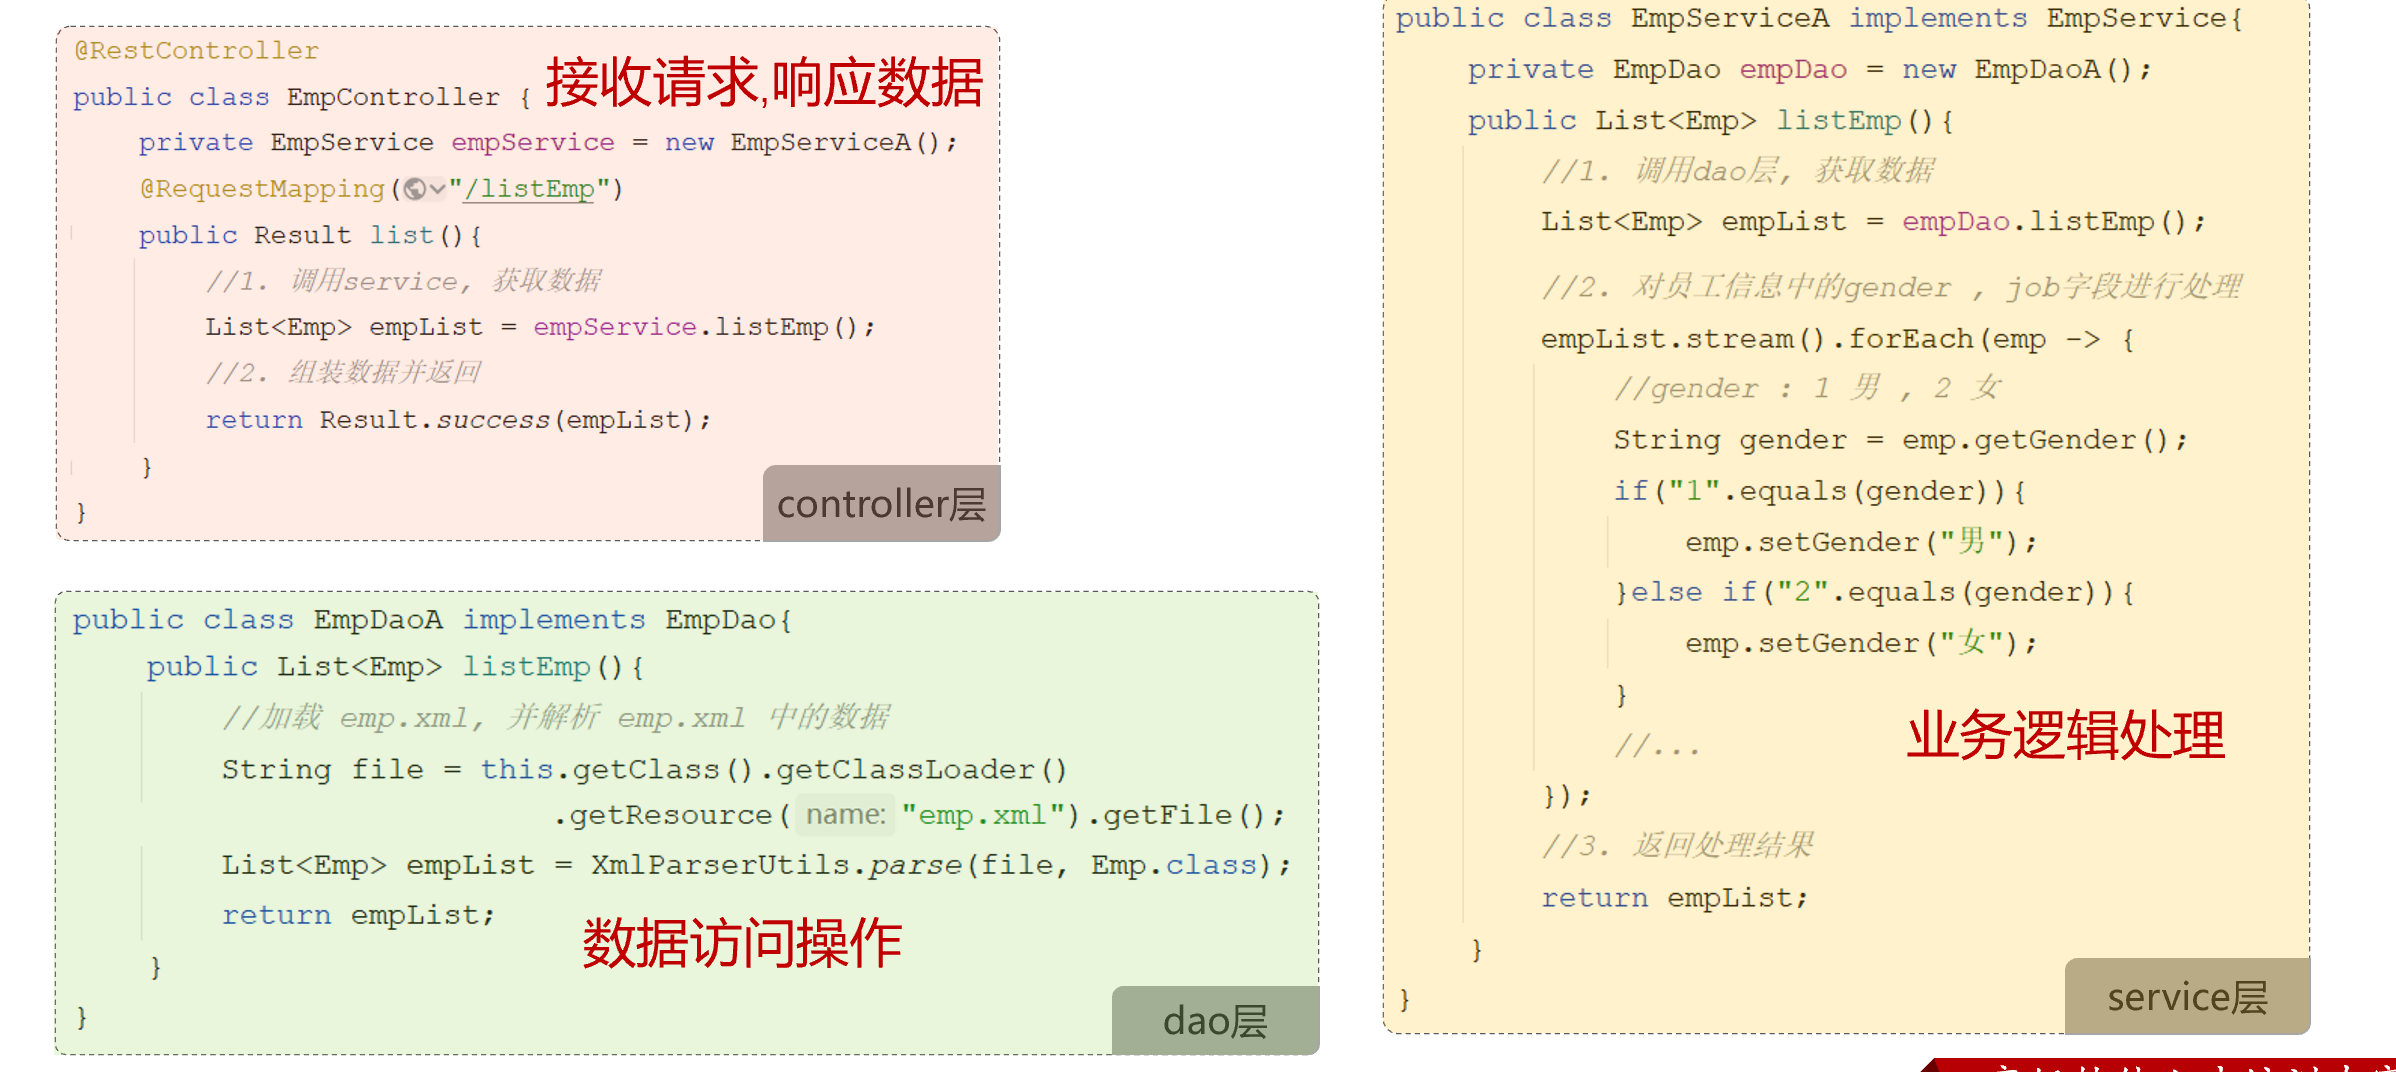 @RestController
public class EmpController {
接收请求,响应数据
    private EmpService empService = new EmpServiceA();
    @RequestMapping("/listEmp")
    public Result list(){
        //1. 调用service, 获取数据
        List<Emp> empList = empService.listEmp();
        //2. 组装数据并返回
        return Result.success(empList);
    }
}
controller层
public class EmpDaoA implements EmpDao{
    public List<Emp> listEmp(){
        //加载 emp.xml, 并解析 emp.xml 中的数据
        String file = this.getClass().getClassLoader()
                          .getResource( name: "emp.xml").getFile();
        List<Emp> empList = XmlParserUtils.parse(file, Emp.class);
        return empList;
数据访问操作
    }
}
dao层
public class EmpServiceA implements EmpService{
    private EmpDao empDao = new EmpDaoA();
    public List<Emp> listEmp(){
        //1. 调用dao层, 获取数据
        List<Emp> empList = empDao.listEmp();
        //2. 对员工信息中的gender , job字段进行处理
        empList.stream().forEach(emp -> {
            //gender : 1 男 , 2 女
            String gender = emp.getGender();
            if("1".equals(gender)){
                emp.setGender("男");
            }else if("2".equals(gender)){
                emp.setGender("女");
            }
业务逻辑处理
            //...
        });
        //3. 返回处理结果
        return empList;
    }
}
service层